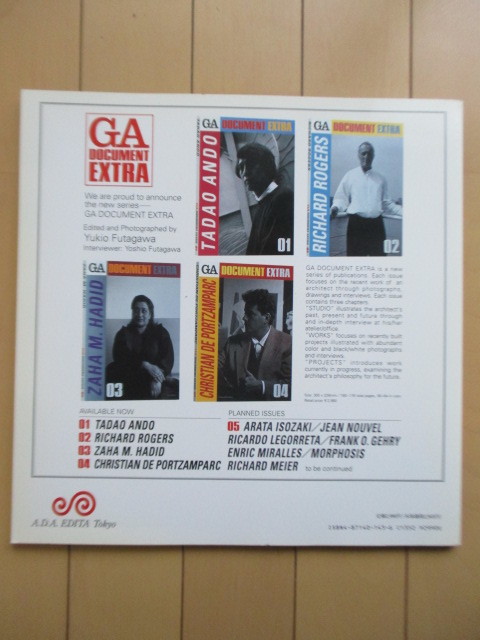 GA
DOCUMENT
EXTRA
We are proud to announce
the new series—
GA DOCUMENT EXTRA
Edited and Photographed by
Yukio Futagawa
Interviewer: Yoshio Futagawa
GA DOCUMENT EXTRA
TADAO ANDO
01
GA DOCUMENT EXTRA
RICHARD ROGERS
02
GA DOCUMENT EXTRA
ZAHA M. HADID
03
GA DOCUMENT EXTRA
CHRISTIAN DE PORTZAMPARC
04
GA DOCUMENT EXTRA is a new
series of publications. Each issue
focuses on the recent work of an
architect through photographs,
drawings and interviews. Each issue
contains three chapters.
"STUDIO" illustrates the architect's
past, present and future through
and in-depth interview at his/her
atelier/office.
"WORKS" focuses on recently built
projects illustrated with abundant
color and black/white photographs
and interviews.
"PROJECTS" introduces work
currently in progress, examining the
architect's philosophy for the future.
AVAILABLE NOW
01 TADAO ANDO
02 RICHARD ROGERS
03 ZAHA M. HADID
04 CHRISTIAN DE PORTZAMPARC
PLANNED ISSUES
05 ARATA ISOZAKI/JEAN NOUVEL
RICARDO LEGORRETA/FRANK O. GEHRY
ENRIC MIRALLES/MORPHOSIS
RICHARD MEIER to be continued
A.D.A. EDITA Tokyo